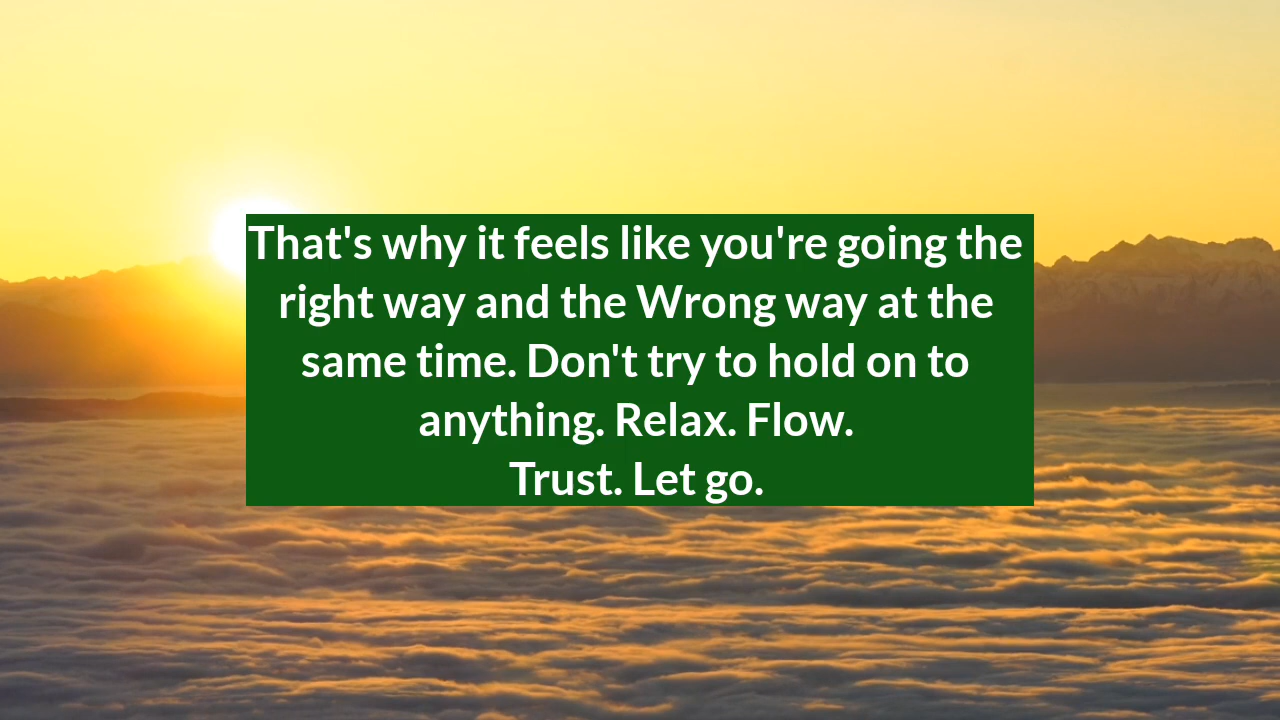 That's why it feels like you're going the
right way and the Wrong way at the
same time. Don't try to hold on to
anything. Relax. Flow.
Trust. Let go.